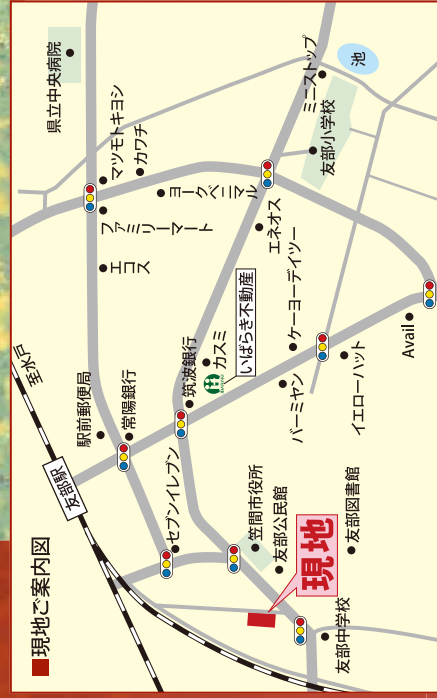 現地ご案内図
県立中央病院
マツモトキヨシ
カワチ
ヨークベニマル
ファミリーマート
エコス
ミニストップ
池
友部小学校
エネオス
ケーヨーデイツー
いばらき不動産
カスミ
筑波銀行
至水戸
駅前郵便局
常陽銀行
友部駅
セブンイレブン
バーミヤン
イエローハット
Avail
笠間市役所
友部公民館
友部図書館
現地
友部中学校